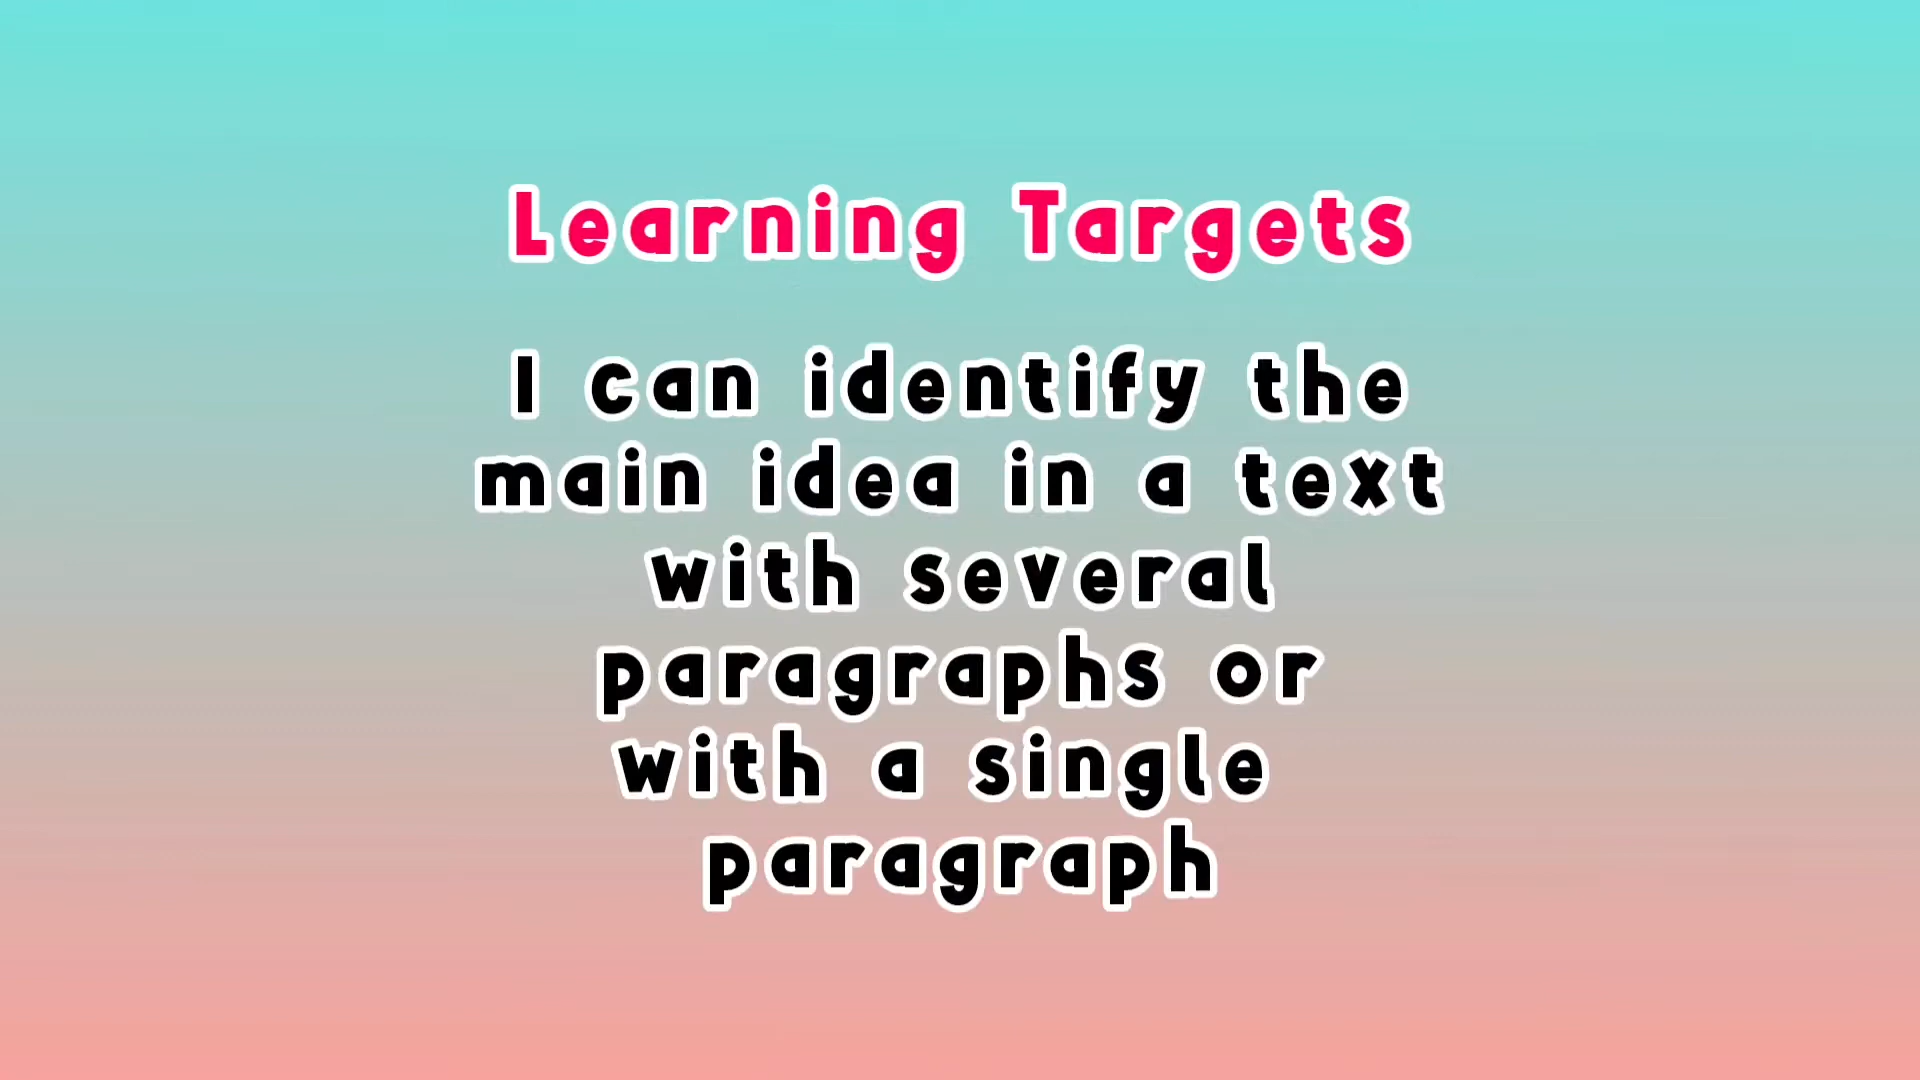 Learning Targets
I can identify the
main idea in a text
with several
paragraphs or
with a single
paragraph